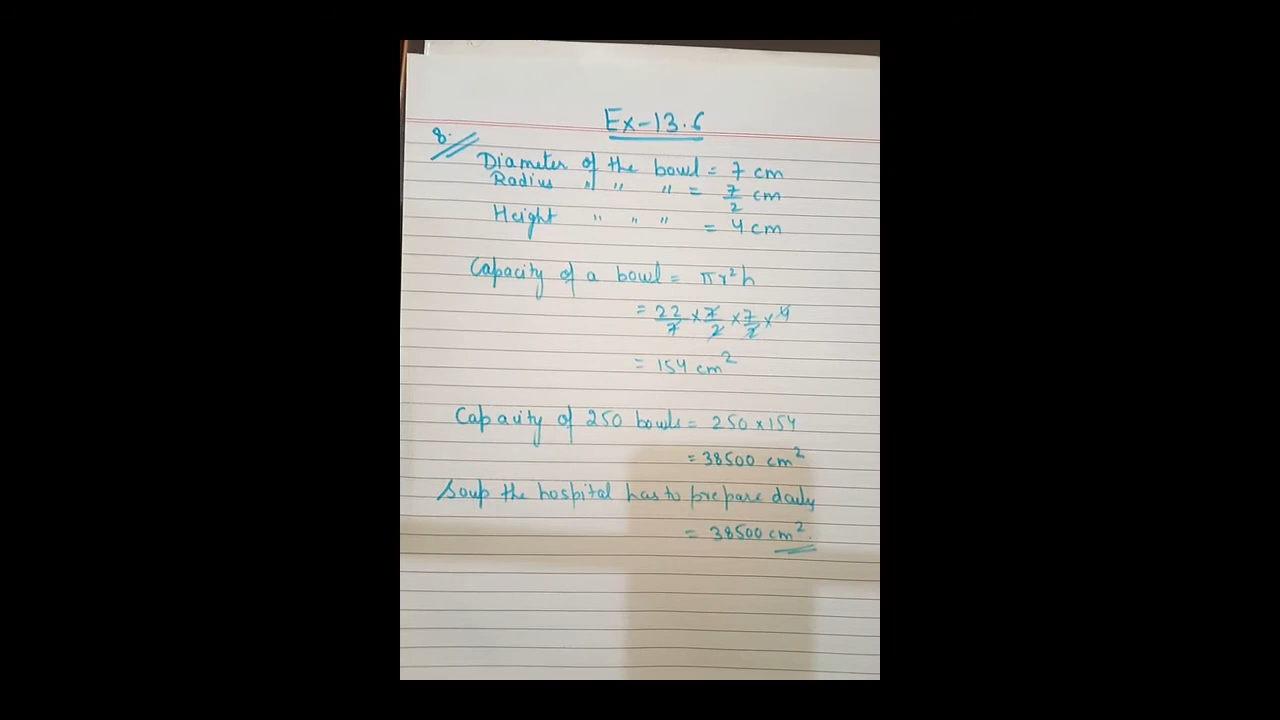 Ex-13.6
8.
Diameter of the bowl = 7 cm
Radius " " " = 7/2 cm
Height " " " = 4 cm
Capacity of a bowl = πr²h
= 22/7 × 7/2 × 7/2 × 4
= 154 cm²
Capacity of 250 bowls = 250 × 154
= 38500 cm²
Soup the hospital has to prepare daily
= 38500 cm².